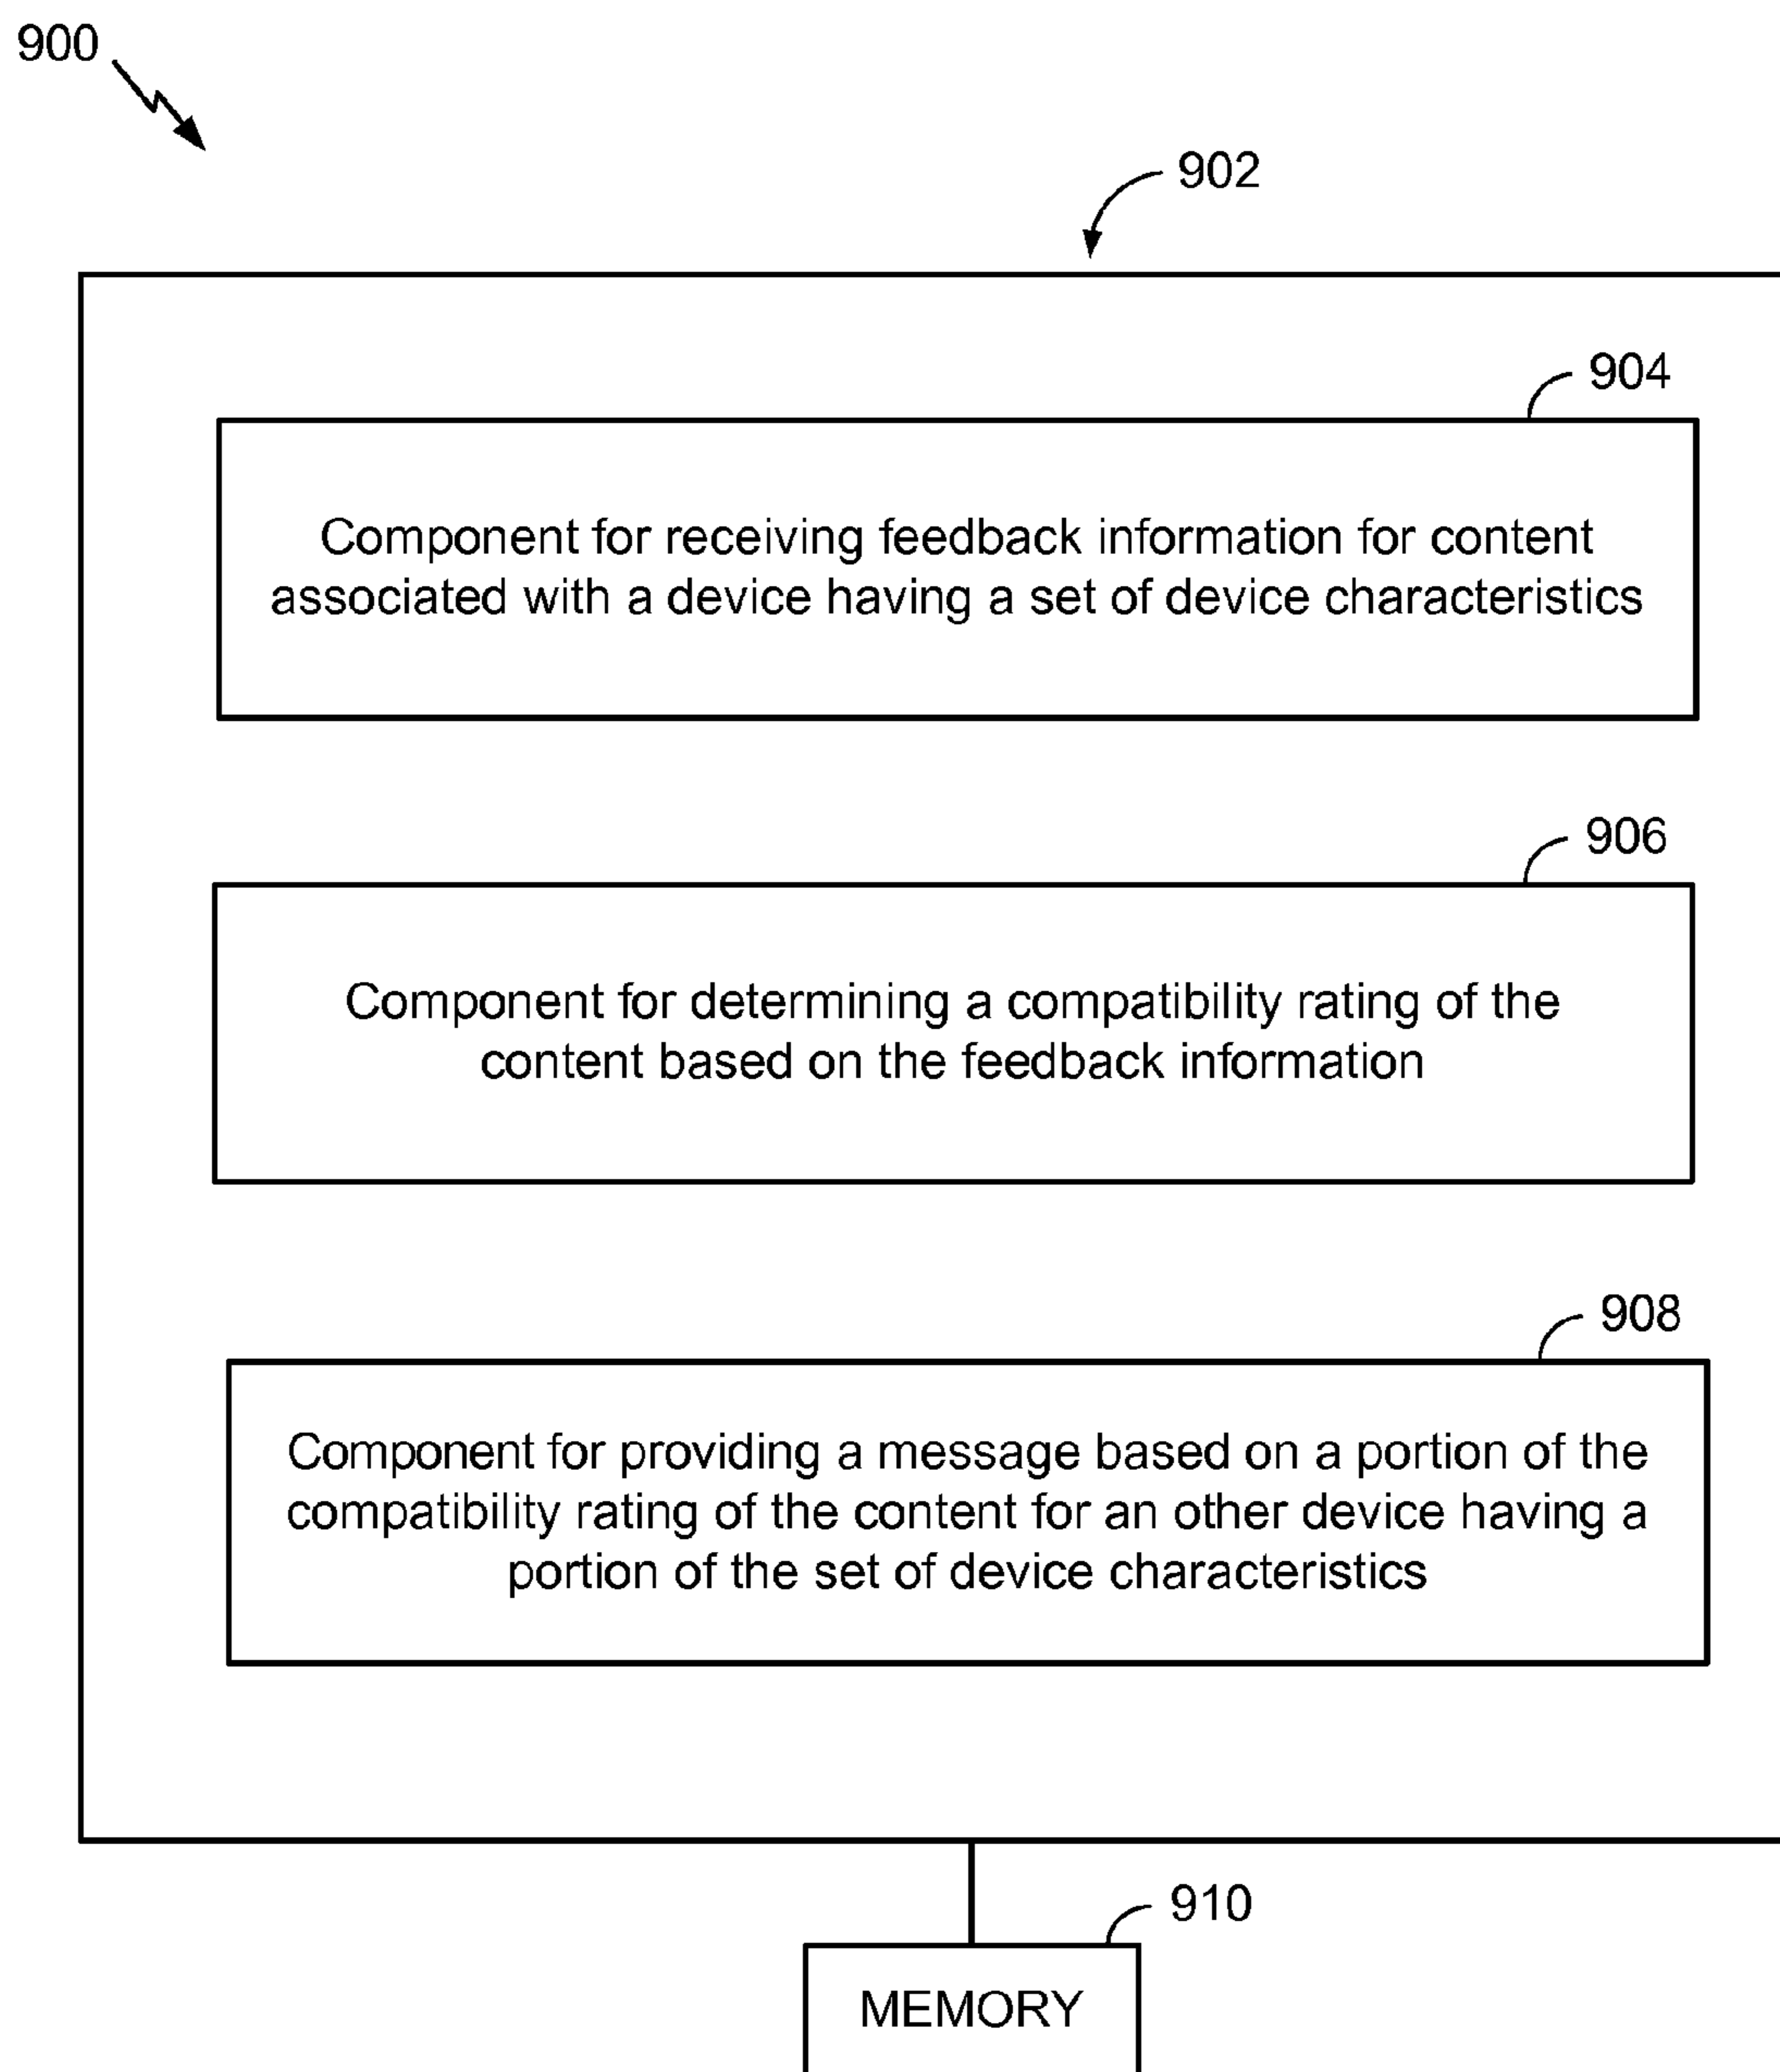 900
902
904
Component for receiving feedback information for content
associated with a device having a set of device characteristics
906
Component for determining a compatibility rating of the
content based on the feedback information
908
Component for providing a message based on a portion of the
compatibility rating of the content for an other device having a
portion of the set of device characteristics
910
MEMORY